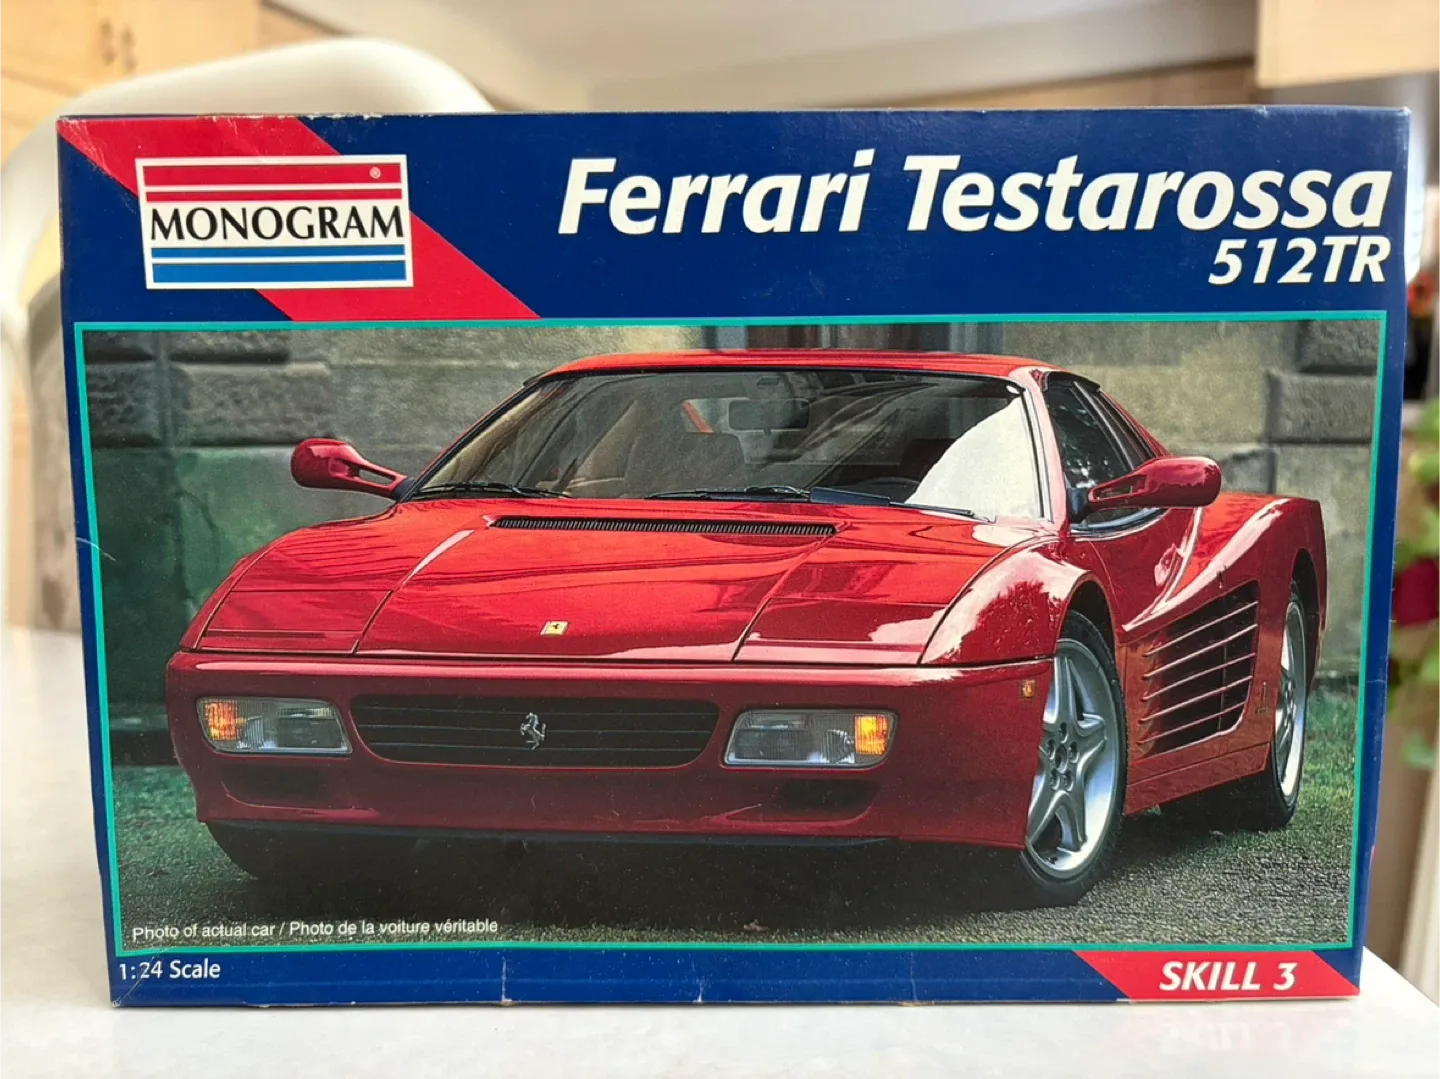 MONOGRAM
®
Ferrari Testarossa
512TR
Photo of actual car / Photo de la voiture véritable
1:24 Scale
SKILL 3